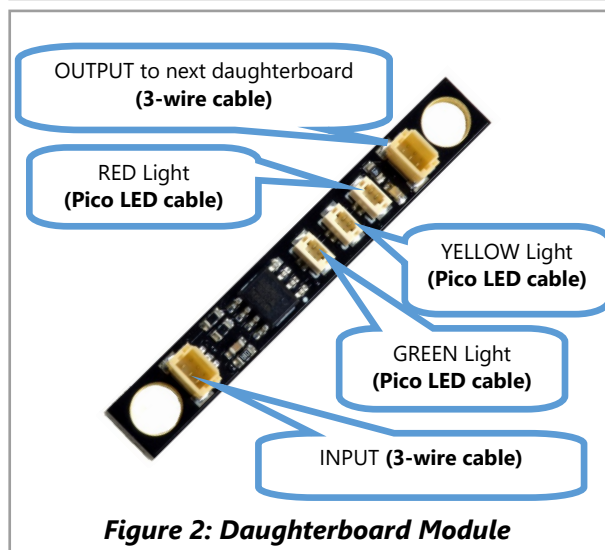 OUTPUT to next daughterboard
(3-wire cable)
RED Light
(Pico LED cable)
YELLOW Light
(Pico LED cable)
GREEN Light
(Pico LED cable)
INPUT (3-wire cable)
Figure 2: Daughterboard Module